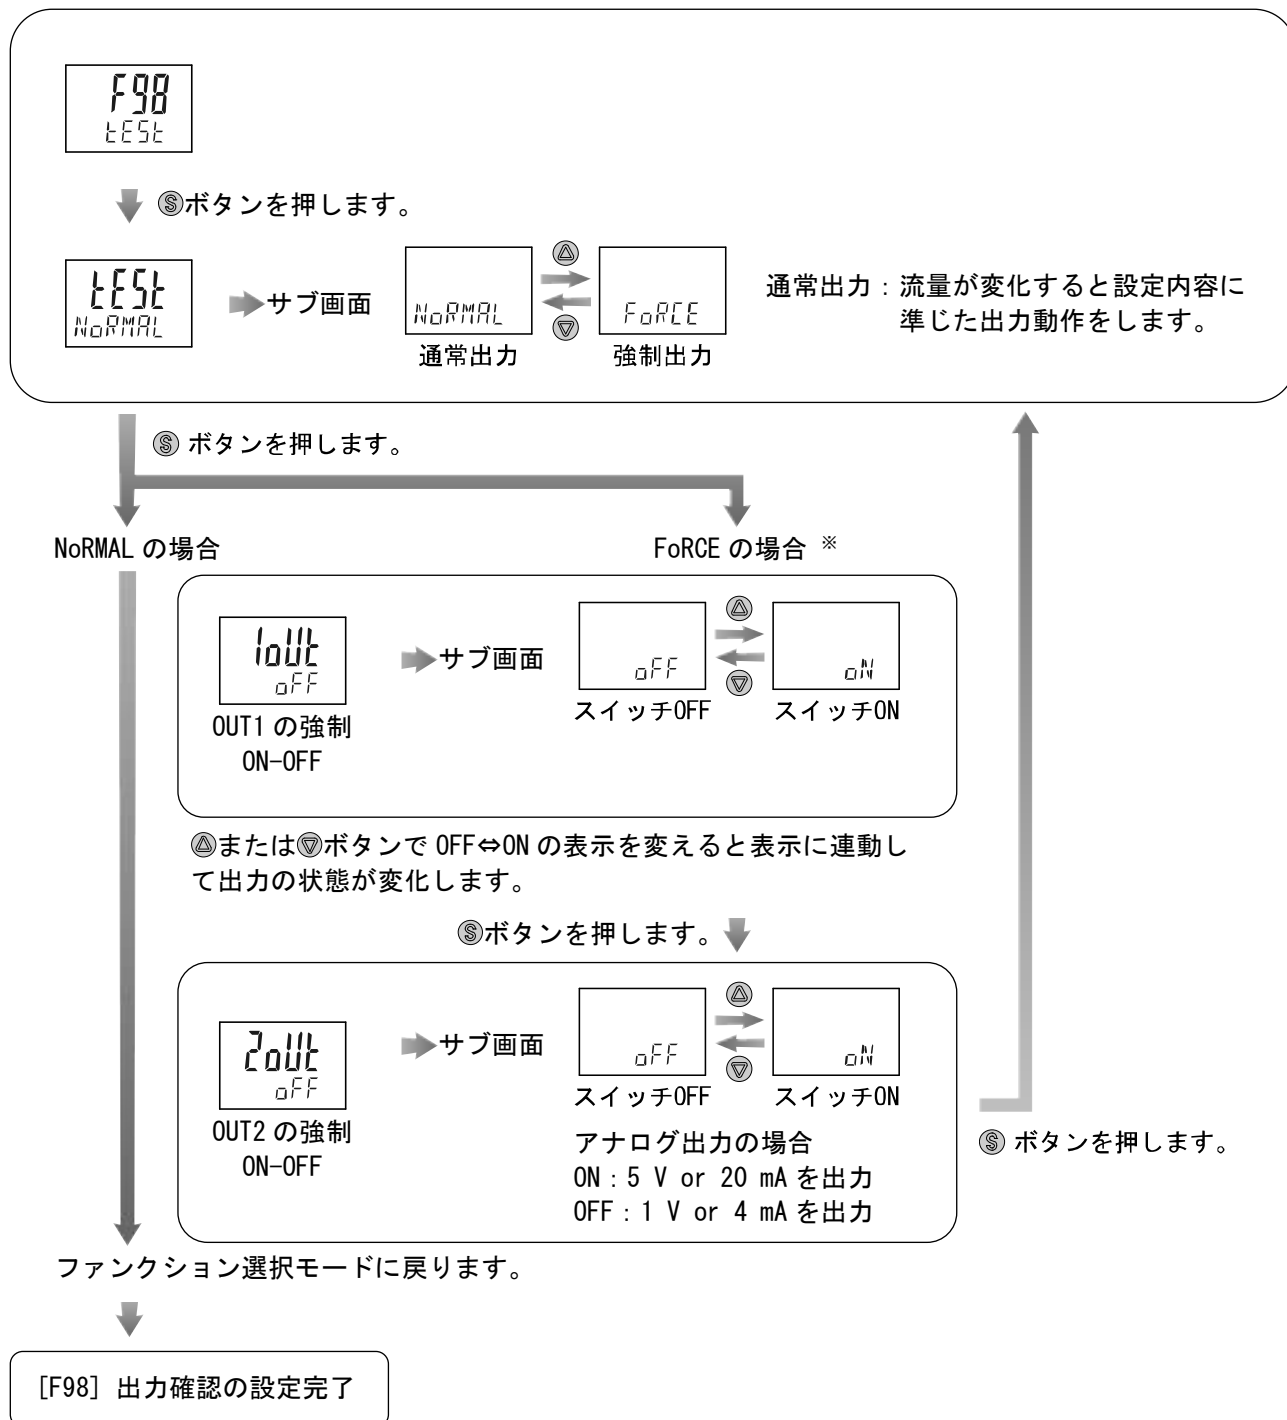 F98
tESt
Ⓢボタンを押します。
tESt
NoRMAL
サブ画面
NoRMAL
FoRCE
通常出力
強制出力
通常出力：流量が変化すると設定内容に
準じた出力動作をします。
Ⓢ ボタンを押します。
NoRMAL の場合
FoRCE の場合 ※
1oUt
oFF
サブ画面
oFF
oN
スイッチOFF
スイッチON
OUT1 の強制
ON-OFF
△または▽ボタンで OFF⇔ON の表示を変えると表示に連動し
て出力の状態が変化します。
Ⓢボタンを押します。
2oUt
oFF
サブ画面
oFF
oN
スイッチOFF
スイッチON
OUT2 の強制
ON-OFF
アナログ出力の場合
ON：5 V or 20 mA を出力
OFF：1 V or 4 mA を出力
Ⓢ ボタンを押します。
ファンクション選択モードに戻ります。
[F98] 出力確認の設定完了